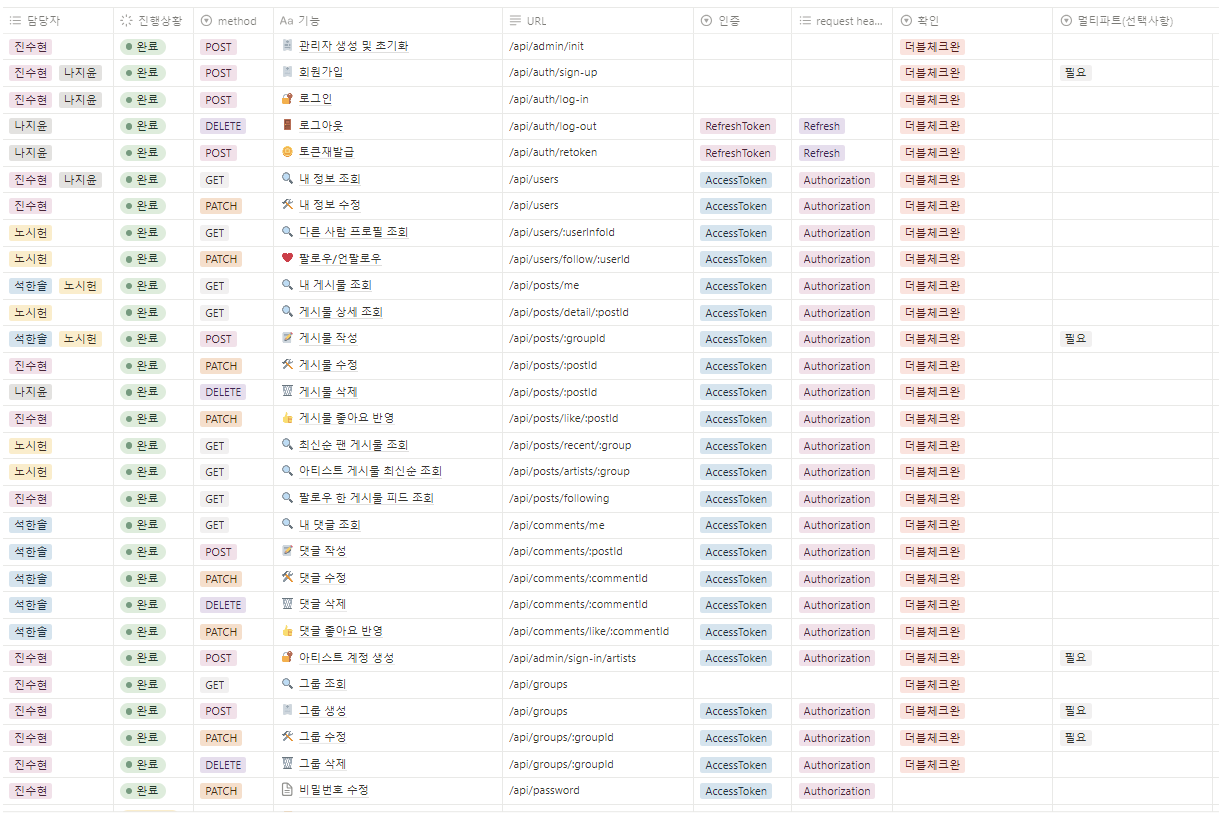 담당자 진행상황 method Aa 기능 URL 인증 request hea... 확인 멀티파트(선택사항)
진수현 완료 POST 관리자 생성 및 초기화 /api/admin/init 더블체크완
진수현 나지윤 완료 POST 회원가입 /api/auth/sign-up 더블체크완 필요
진수현 나지윤 완료 POST 로그인 /api/auth/log-in 더블체크완
나지윤 완료 DELETE 로그아웃 /api/auth/log-out RefreshToken Refresh 더블체크완
나지윤 완료 POST 토큰재발급 /api/auth/retoken RefreshToken Refresh 더블체크완
진수현 나지윤 완료 GET 내 정보 조회 /api/users AccessToken Authorization 더블체크완
진수현 완료 PATCH 내 정보 수정 /api/users AccessToken Authorization 더블체크완
노시헌 완료 GET 다른 사람 프로필 조회 /api/users/:userInfoId AccessToken Authorization 더블체크완
노시헌 완료 PATCH 팔로우/언팔로우 /api/users/follow/:userId AccessToken Authorization 더블체크완
석한솔 노시헌 완료 GET 내 게시물 조회 /api/posts/me AccessToken Authorization 더블체크완
노시헌 완료 GET 게시물 상세 조회 /api/posts/detail/:postId AccessToken Authorization 더블체크완
석한솔 노시헌 완료 POST 게시물 작성 /api/posts/:groupId AccessToken Authorization 더블체크완 필요
진수현 완료 PATCH 게시물 수정 /api/posts/:postId AccessToken Authorization 더블체크완
나지윤 완료 DELETE 게시물 삭제 /api/posts/:postId AccessToken Authorization 더블체크완
진수현 완료 PATCH 게시물 좋아요 반영 /api/posts/like/:postId AccessToken Authorization 더블체크완
노시헌 완료 GET 최신순 팬 게시물 조회 /api/posts/recent/:group AccessToken Authorization 더블체크완
노시헌 완료 GET 아티스트 게시물 최신순 조회 /api/posts/artists/:group AccessToken Authorization 더블체크완
진수현 완료 GET 팔로우 한 게시물 피드 조회 /api/posts/following AccessToken Authorization 더블체크완
석한솔 완료 GET 내 댓글 조회 /api/comments/me AccessToken Authorization 더블체크완
석한솔 완료 POST 댓글 작성 /api/comments/:postId AccessToken Authorization 더블체크완
석한솔 완료 PATCH 댓글 수정 /api/comments/:commentId AccessToken Authorization 더블체크완
석한솔 완료 DELETE 댓글 삭제 /api/comments/:commentId AccessToken Authorization 더블체크완
석한솔 완료 PATCH 댓글 좋아요 반영 /api/comments/like/:commentId AccessToken Authorization 더블체크완
진수현 완료 POST 아티스트 계정 생성 /api/admin/sign-in/artists AccessToken Authorization 더블체크완 필요
진수현 완료 GET 그룹 조회 /api/groups 더블체크완
진수현 완료 POST 그룹 생성 /api/groups AccessToken Authorization 더블체크완 필요
진수현 완료 PATCH 그룹 수정 /api/groups/:groupId AccessToken Authorization 더블체크완 필요
진수현 완료 DELETE 그룹 삭제 /api/groups/:groupId AccessToken Authorization 더블체크완
진수현 완료 PATCH 비밀번호 수정 /api/password AccessToken Authorization